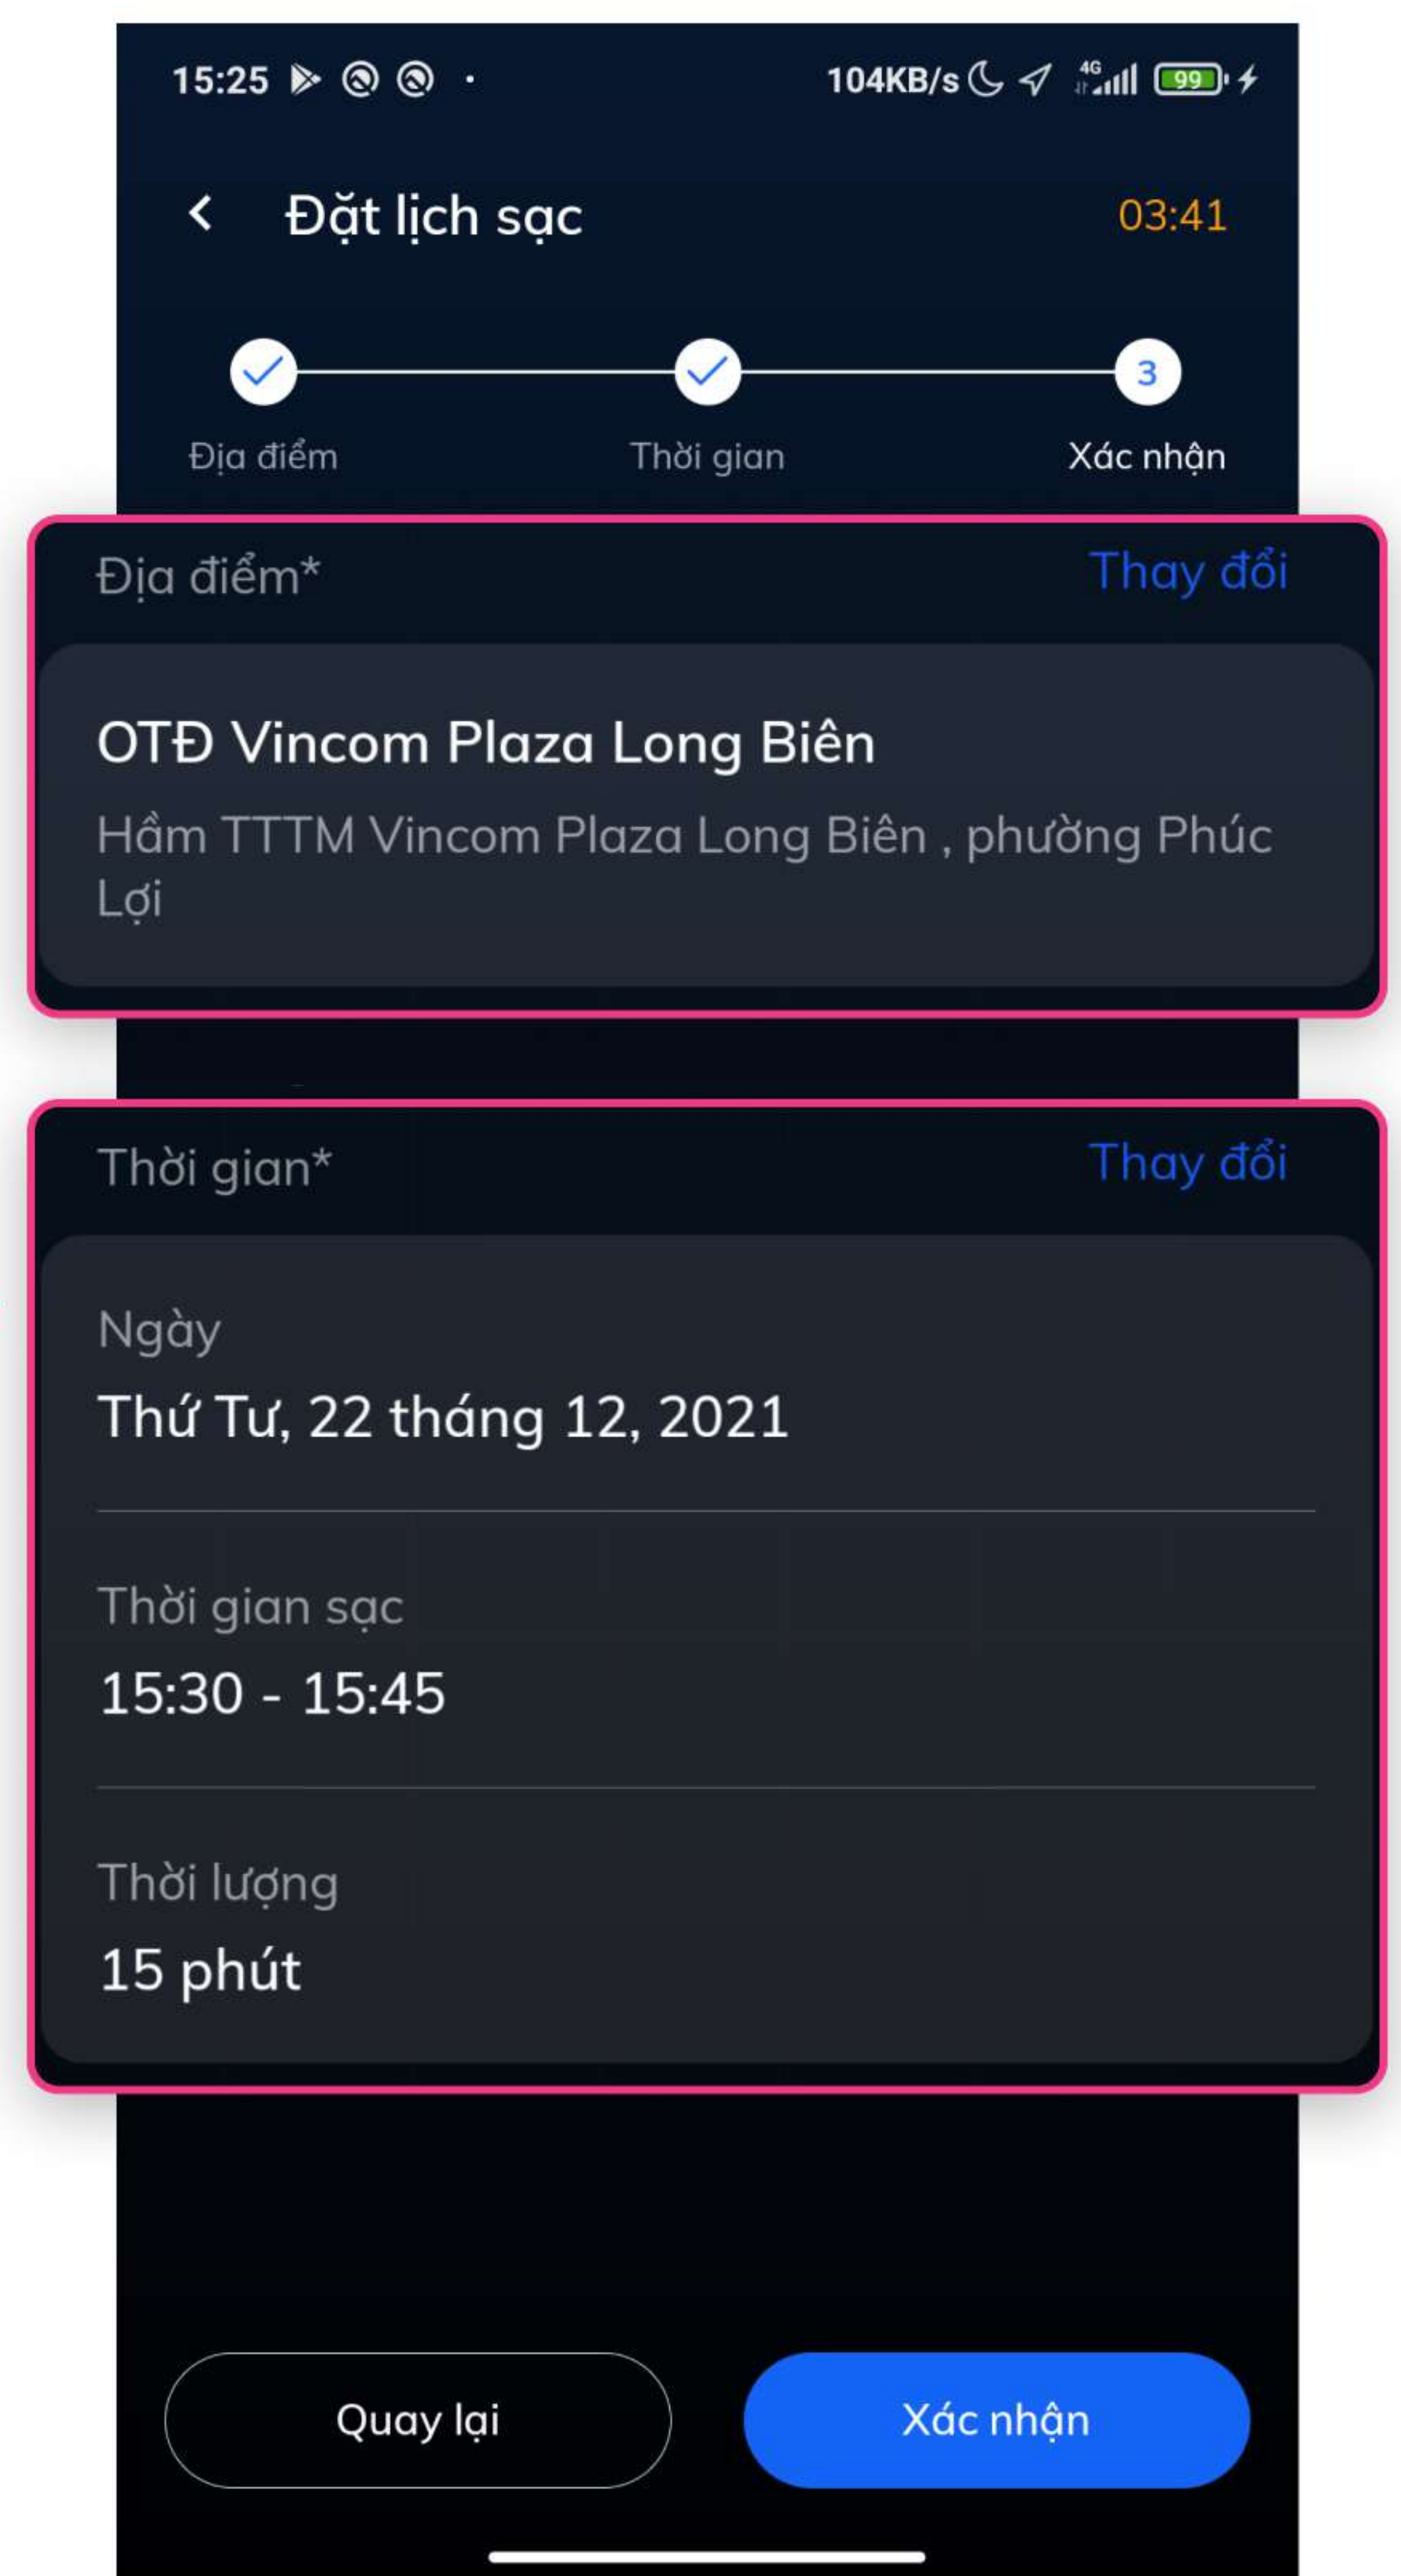 15:25
104KB/s 4G 99
Đặt lịch sạc 03:41
3
Địa điểm Thời gian Xác nhận
Địa điểm* Thay đổi
OTĐ Vincom Plaza Long Biên
Hầm TTTM Vincom Plaza Long Biên , phường Phúc
Lợi
Thời gian* Thay đổi
Ngày
Thứ Tư, 22 tháng 12, 2021
Thời gian sạc
15:30 - 15:45
Thời lượng
15 phút
Quay lại Xác nhận